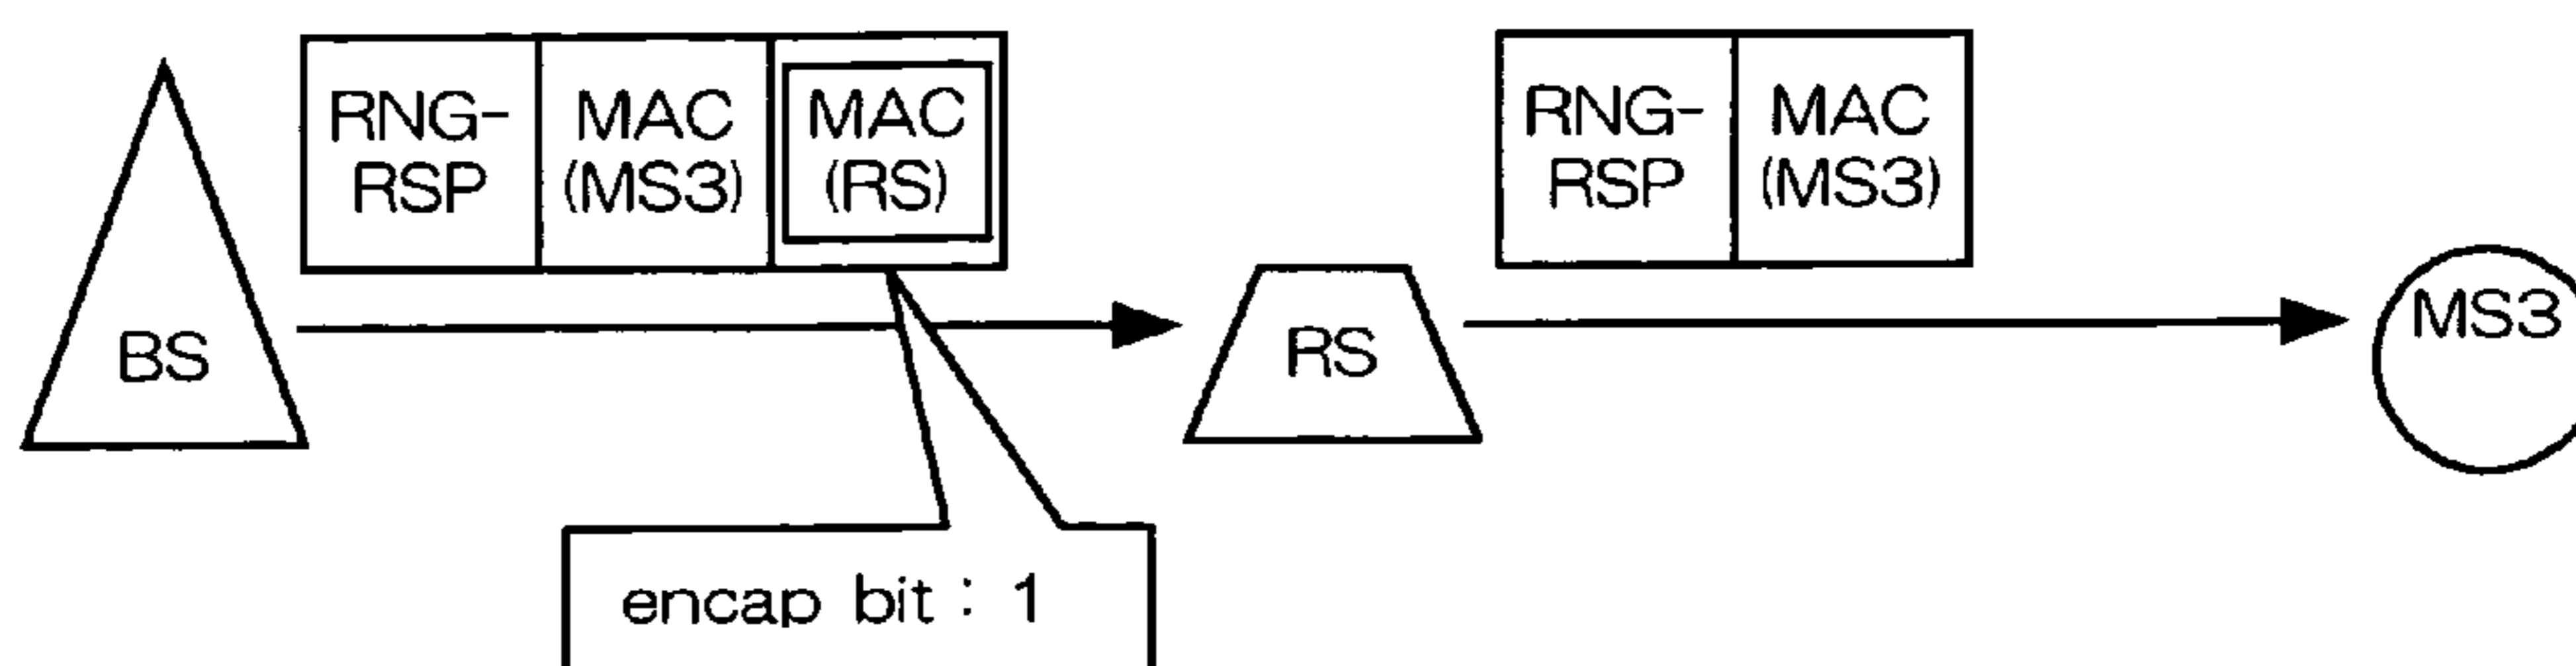 RNG-
RSP
MAC
(MS3)
MAC
(RS)
RNG-
RSP
MAC
(MS3)
BS
RS
MS3
encap bit : 1